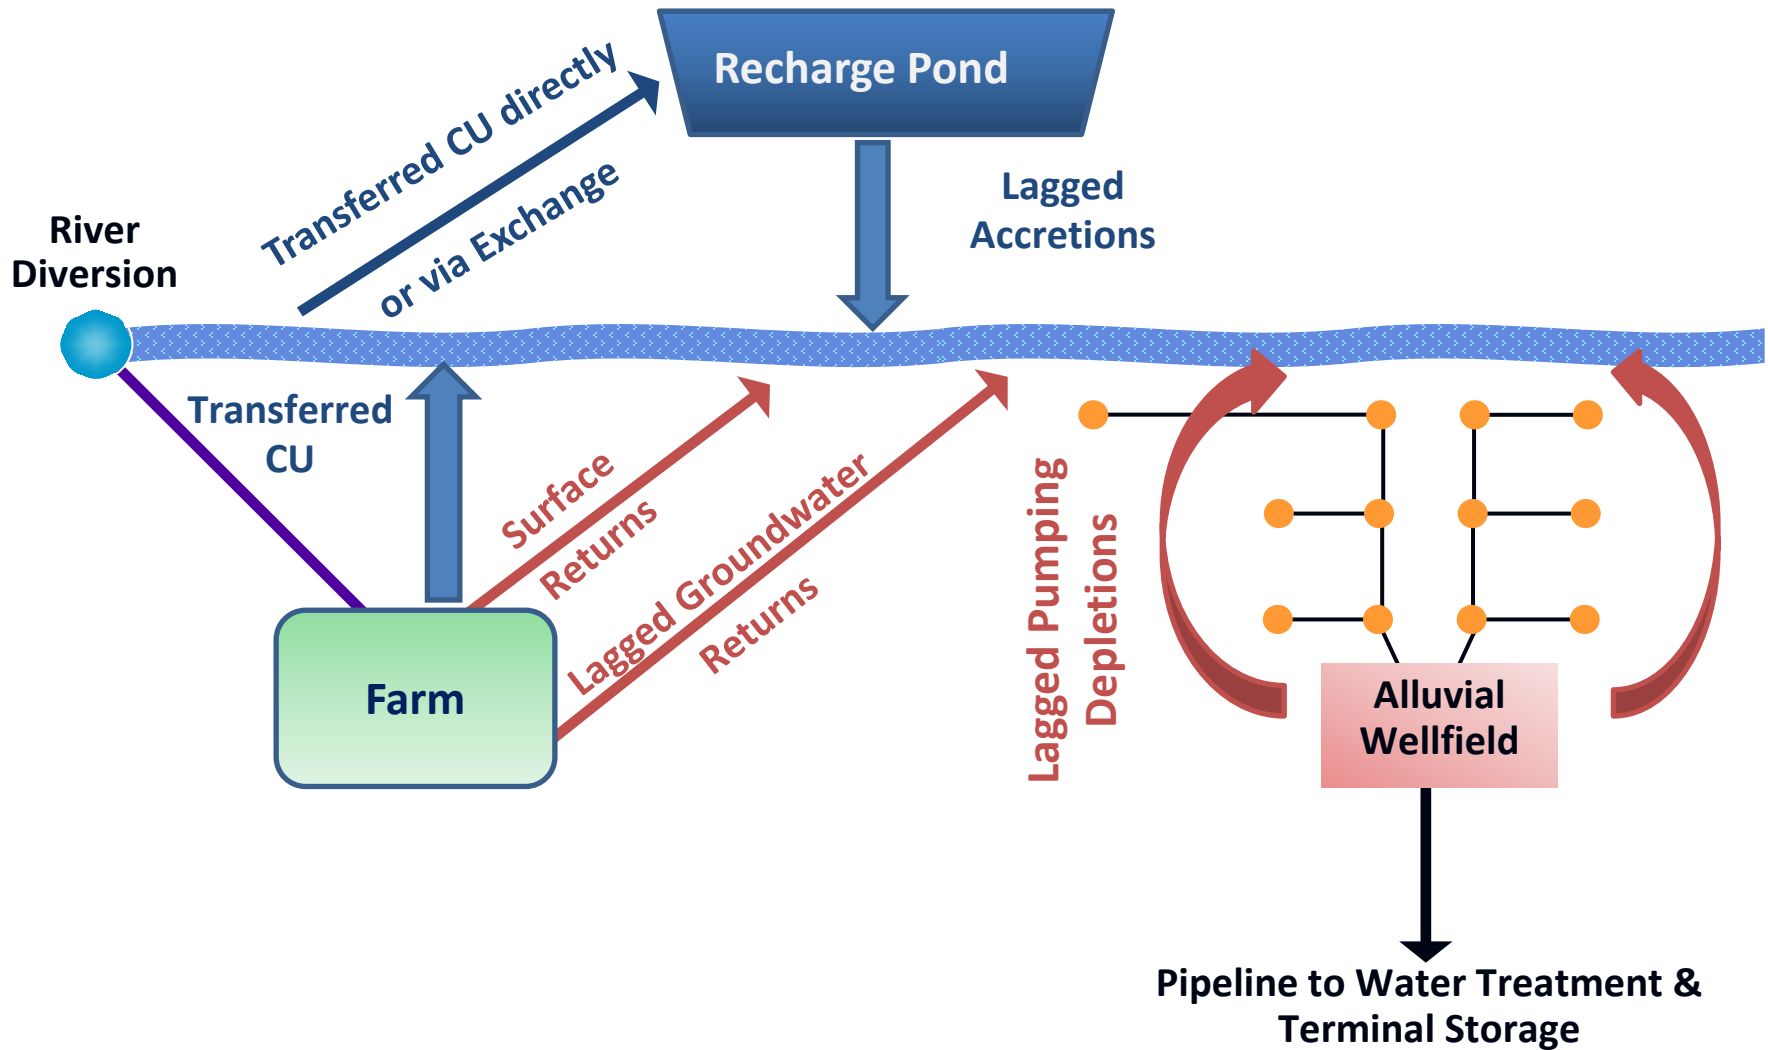 Recharge Pond
Transferred CU directly
or via Exchange
Lagged
Accretions
River
Diversion
Transferred
CU
Surface
Returns
Lagged Groundwater
Returns
Lagged Pumping
Depletions
Farm
Alluvial
Wellfield
Pipeline to Water Treatment &
Terminal Storage